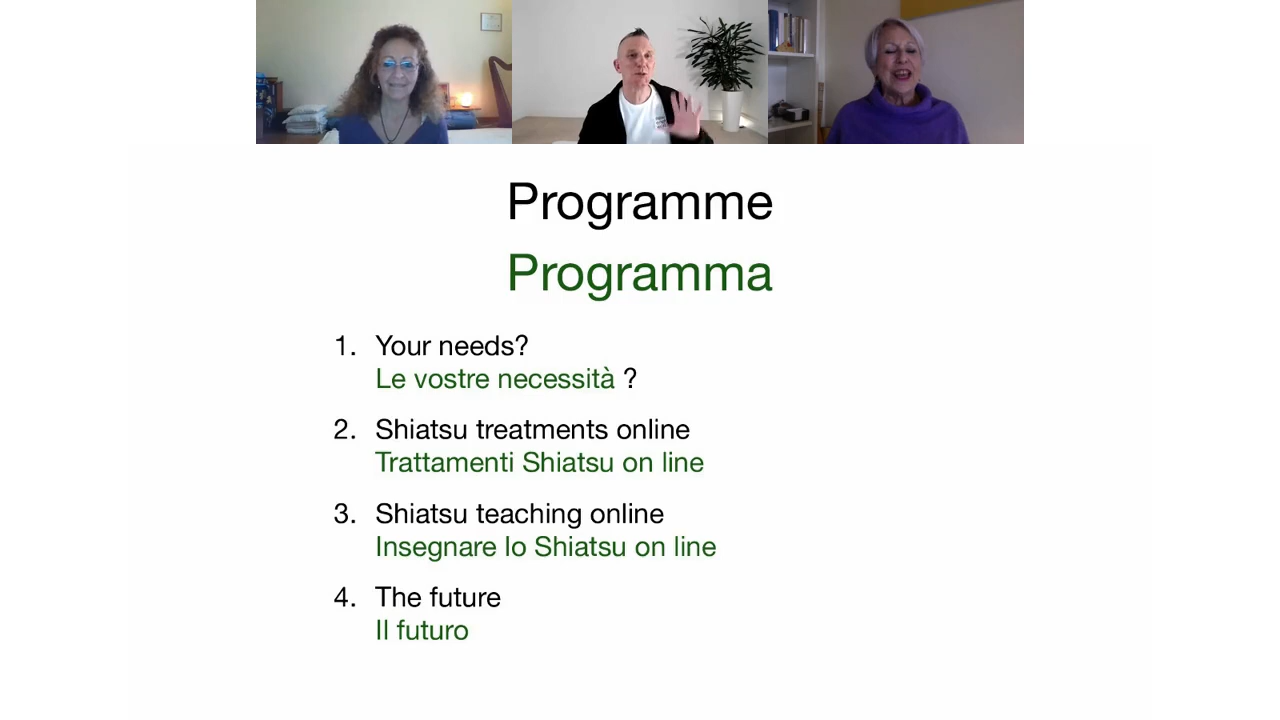 Programme
Programma
1. Your needs?
Le vostre necessità ?
2. Shiatsu treatments online
Trattamenti Shiatsu on line
3. Shiatsu teaching online
Insegnare lo Shiatsu on line
4. The future
Il futuro